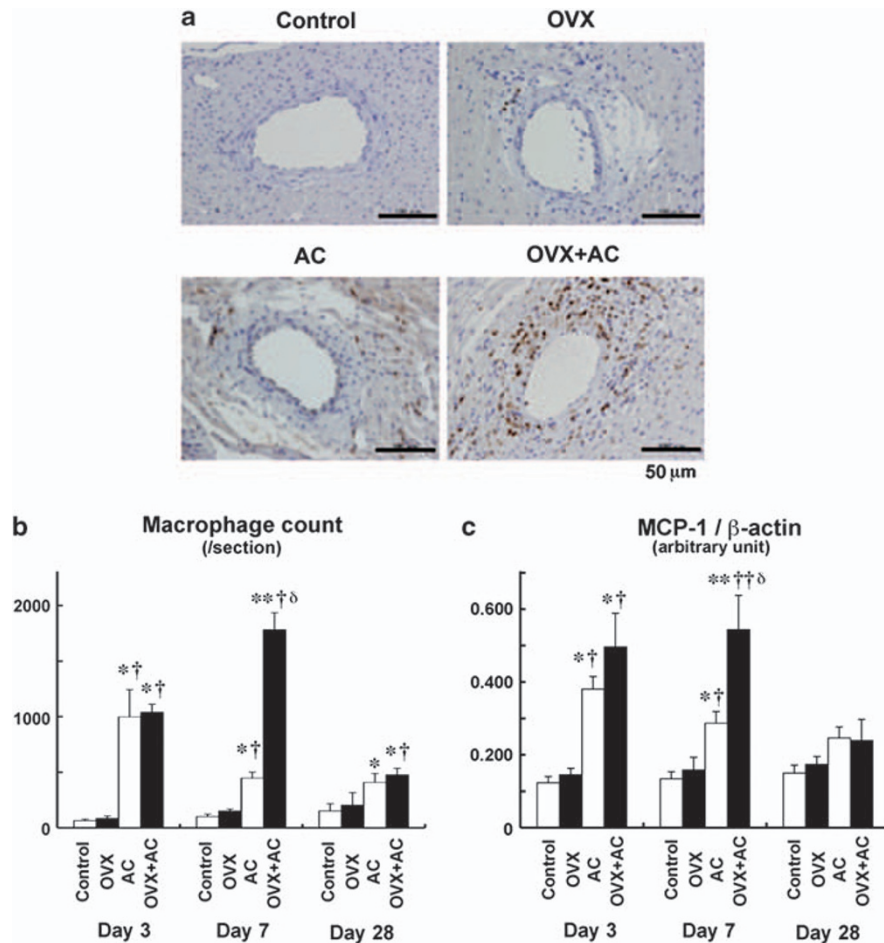 a
Control
OVX
AC
OVX+AC
50 μm
b
Macrophage count
(/section)
2000
1000
0
*†
*†
*†
**†δ
*
*†
Control
OVX
AC
OVX+AC
Control
OVX
AC
OVX+AC
Control
OVX
AC
OVX+AC
Day 3
Day 7
Day 28
c
MCP-1 / β-actin
(arbitrary unit)
0.600
0.400
0.200
0
*†
*†
*†
**††δ
Control
OVX
AC
OVX+AC
Control
OVX
AC
OVX+AC
Control
OVX
AC
OVX+AC
Day 3
Day 7
Day 28